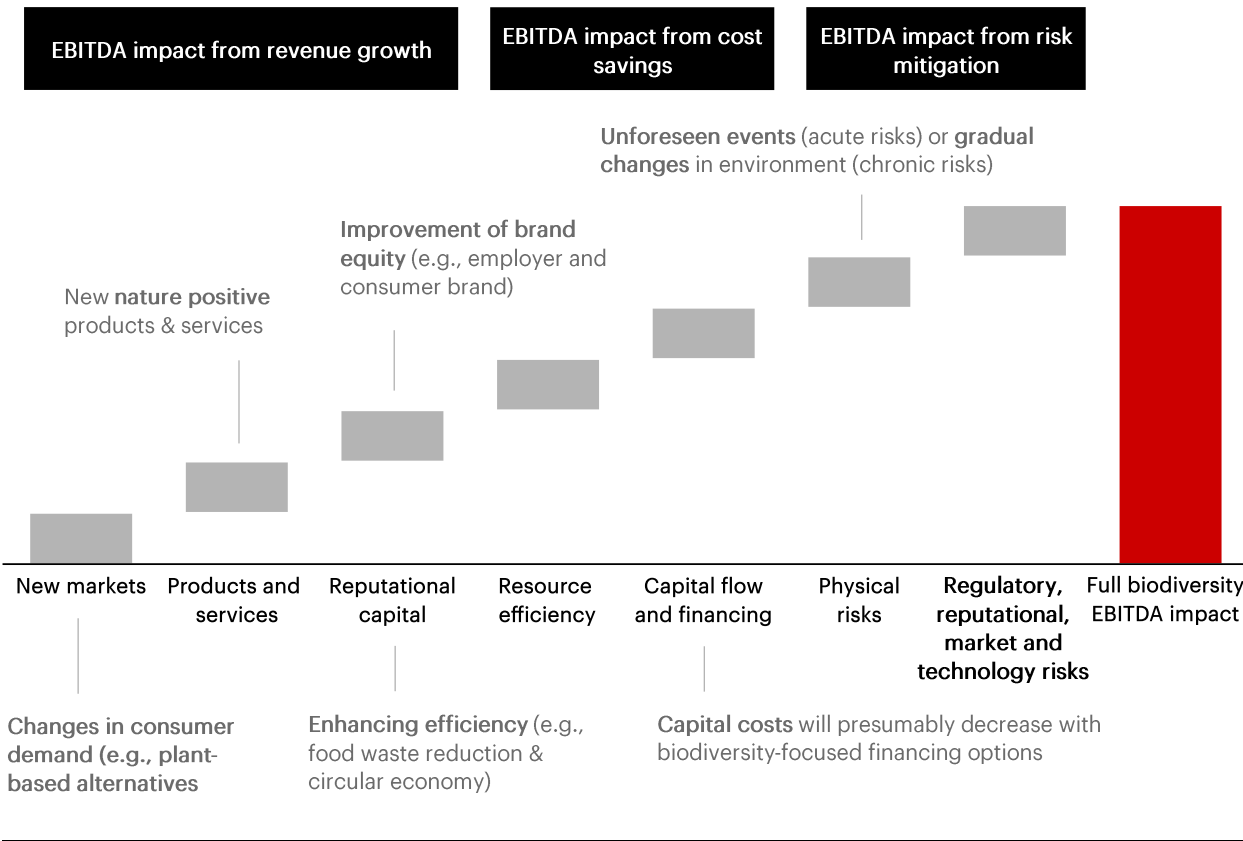 EBITDA impact from revenue growth
EBITDA impact from cost
savings
EBITDA impact from risk
mitigation
Unforeseen events (acute risks) or gradual
changes in environment (chronic risks)
Improvement of brand
equity (e.g., employer and
consumer brand)
New nature positive
products & services
New markets
Products and
services
Reputational
capital
Resource
efficiency
Capital flow
and financing
Physical
risks
Regulatory,
reputational,
market and
technology risks
Full biodiversity
EBITDA impact
Changes in consumer
demand (e.g., plant-
based alternatives
Enhancing efficiency (e.g.,
food waste reduction &
circular economy)
Capital costs will presumably decrease with
biodiversity-focused financing options